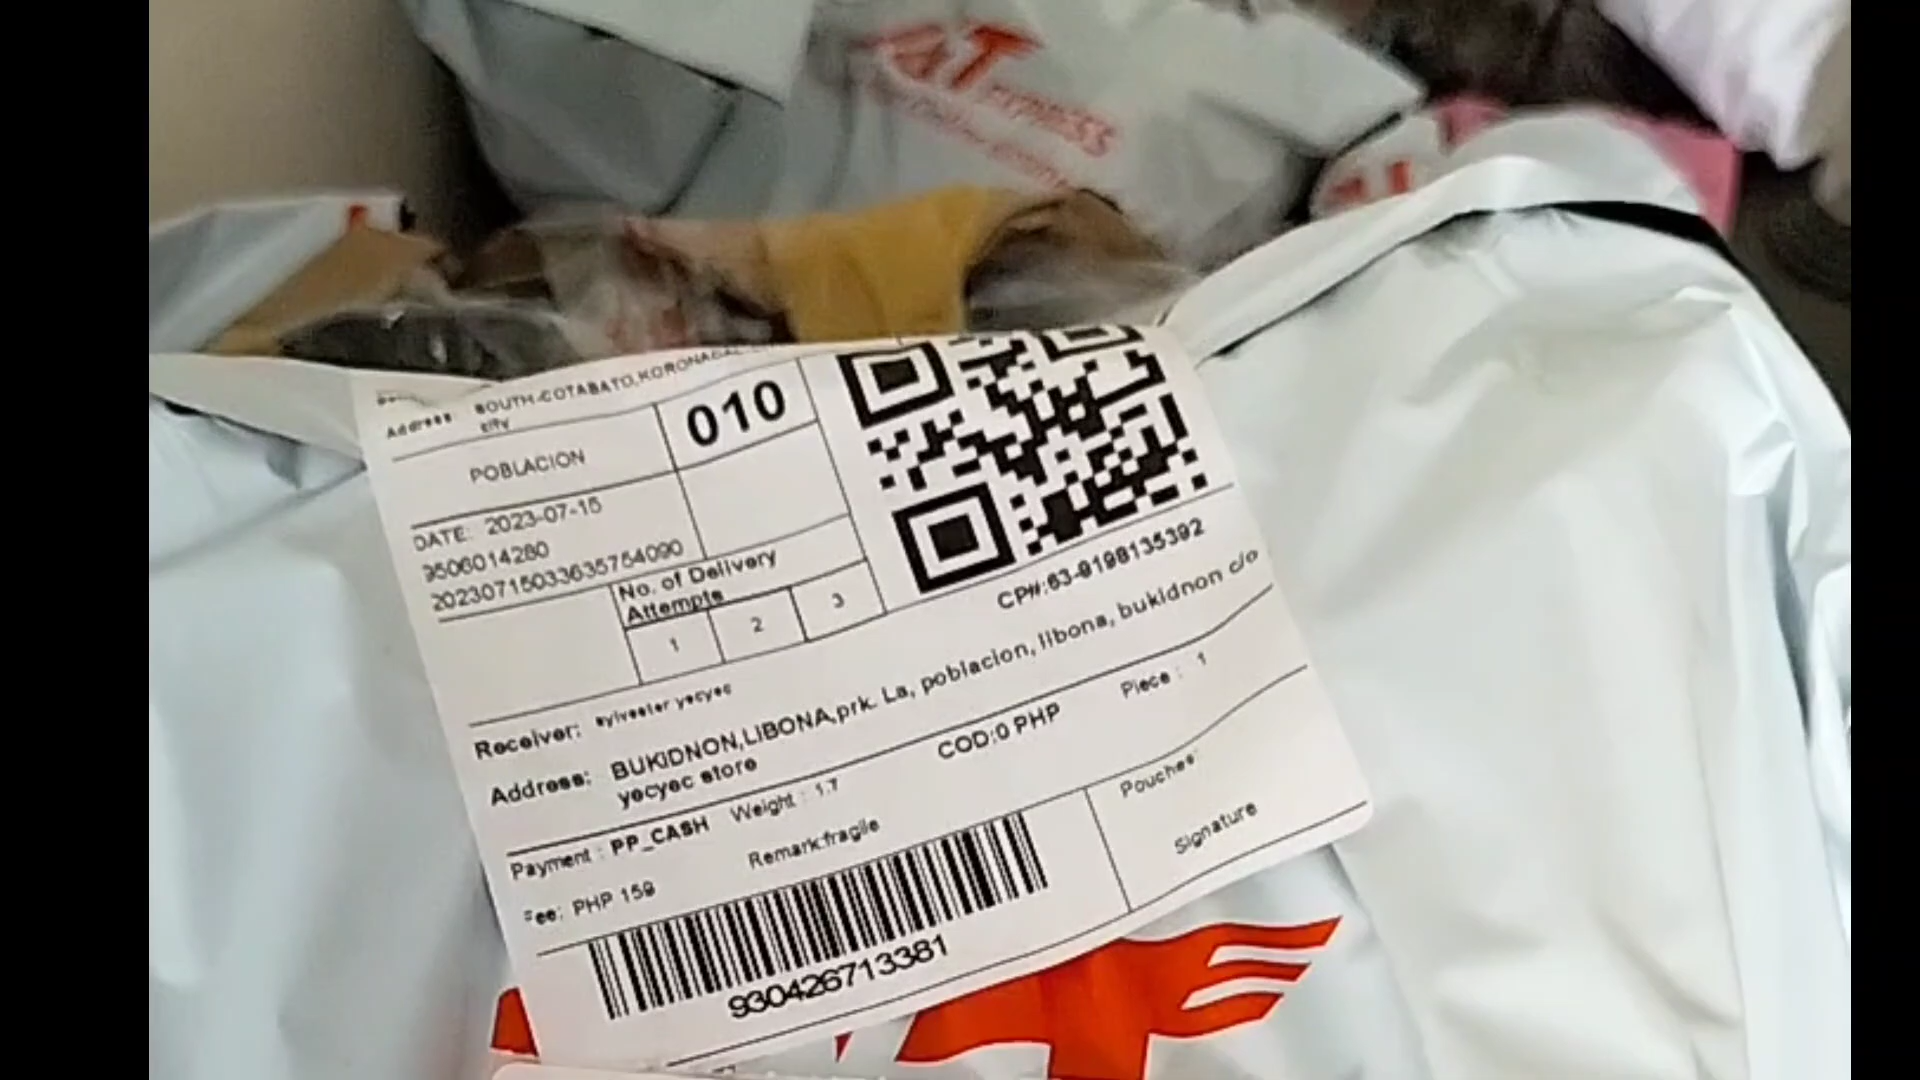 J&T EXPRESS
Address SOUTH-COTABATO,KORONADAL
city
POBLACION
010
DATE: 2023-07-15
9506014280
20230715033635754090
No. of Delivery
Attempts
1 2 3
CP#:63-9198135392
Receiver: sylvester yecyec
Address: BUKIDNON,LIBONA,prk. La, poblacion, libona, bukidnon c/o
yecyec store
Payment : PP_CASH Weight : 1.7 COD:0 PHP Piece : 1
Fee: PHP 159 Remark:fragile Pouches:
Signature
930426713381